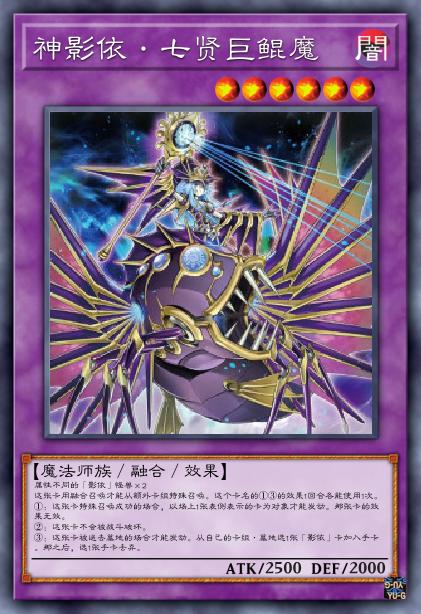 神影依·七贤巨鲲魔
闇
【魔法师族/融合/效果】
属性不同的「影依」怪兽×2
这张卡用融合召唤才能从额外卡组特殊召唤。这个卡名的①③的效果1回合各能使用1次。
①：这张卡特殊召唤成功的场合，以场上1张表侧表示的卡为对象才能发动。那张卡的效
果无效。
②：这张卡不会被战斗破坏。
③：这张卡被送去墓地的场合才能发动。从自己的卡组·墓地选1张「影依」卡加入手卡
。那之后，选1张手卡丢弃。
ATK/2500 DEF/2000
YU-G